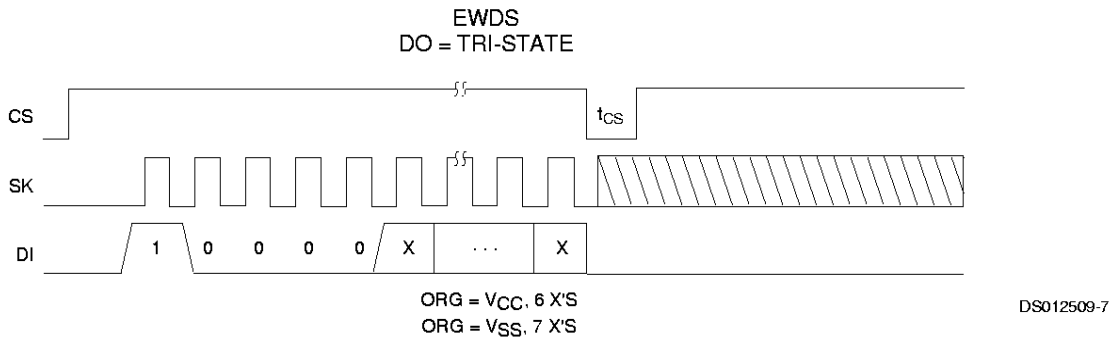 EWDS
DO = TRI-STATE
CS
tCS
SK
DI
1 0 0 0 0 X · · · X
ORG = VCC, 6 X'S
ORG = VSS, 7 X'S
DS012509-7